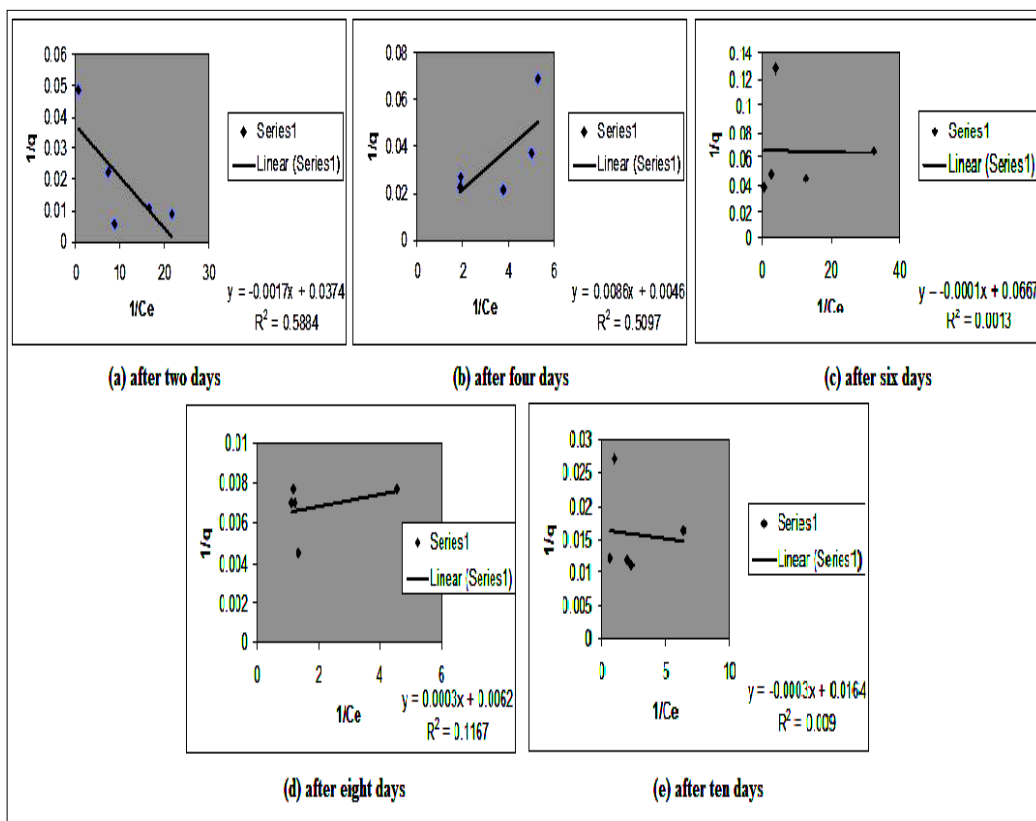 0.06
0.05
0.04
0.03
0.02
0.01
0
1/q
0 10 20 30
1/Ce
Series1
Linear (Series1)
y = -0.0017x + 0.0374
R² = 0.5884
(a) after two days
0.08
0.06
0.04
0.02
0
1/q
0 2 4 6
1/Ce
Series1
Linear (Series1)
y = 0.0086x + 0.0046
R² = 0.5097
(b) after four days
0.14
0.12
0.1
0.08
0.06
0.04
0.02
0
1/q
0 20 40
1/Ce
Series1
Linear (Series1)
y = -0.0001x + 0.0667
R² = 0.0013
(c) after six days
0.01
0.008
0.006
0.004
0.002
0
1/q
0 2 4 6
1/Ce
Series1
Linear (Series1)
y = 0.0003x + 0.0062
R² = 0.1167
(d) after eight days
0.03
0.025
0.02
0.015
0.01
0.005
0
1/q
0 5 10
1/Ce
Series1
Linear (Series1)
y = -0.0003x + 0.0164
R² = 0.009
(e) after ten days